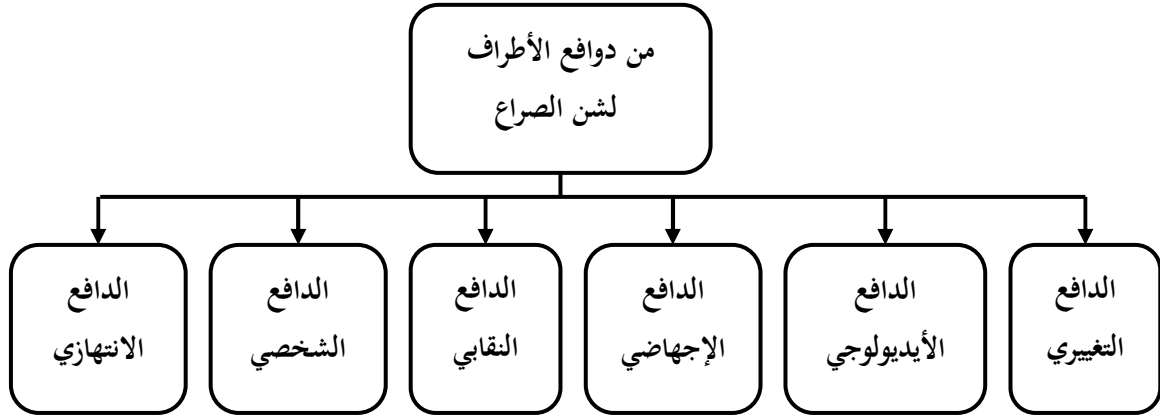 من دوافع الأطراف
لشن الصراع
الدافع
التغييري
الدافع
الأيديولوجي
الدافع
الإجهاضي
الدافع
النقابي
الدافع
الشخصي
الدافع
الانتهازي